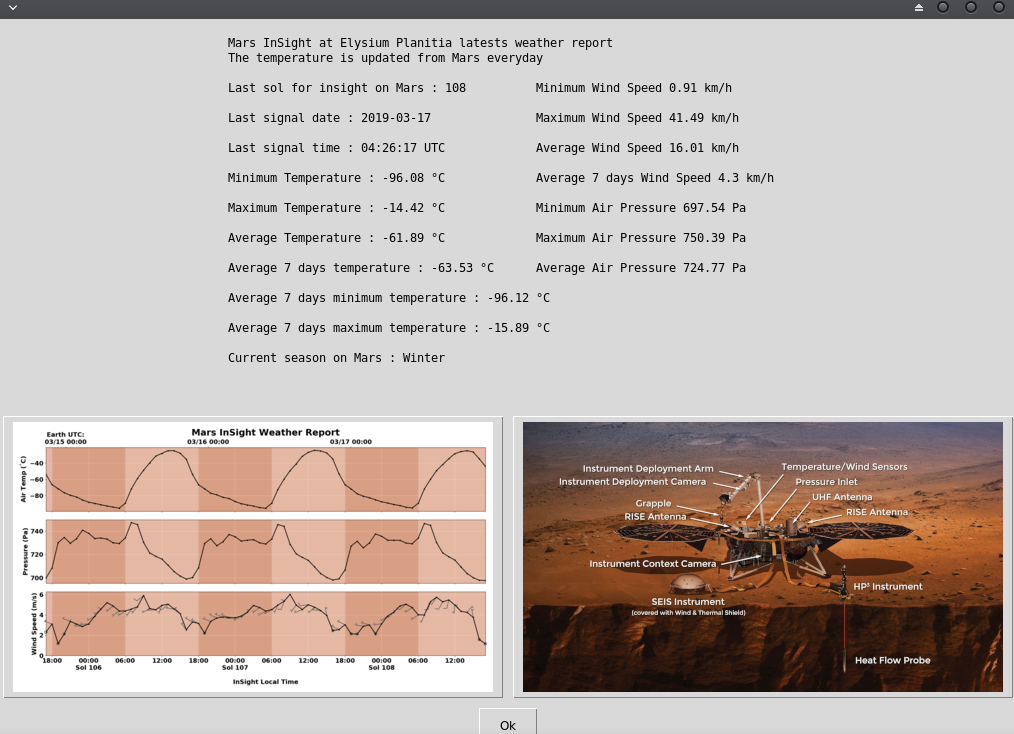 Mars InSight at Elysium Planitia latests weather report
The temperature is updated from Mars everyday
Last sol for insight on Mars : 108
Last signal date : 2019-03-17
Last signal time : 04:26:17 UTC
Minimum Temperature : -96.08 °C
Maximum Temperature : -14.42 °C
Average Temperature : -61.89 °C
Average 7 days temperature : -63.53 °C
Average 7 days minimum temperature : -96.12 °C
Average 7 days maximum temperature : -15.89 °C
Current season on Mars : Winter
Minimum Wind Speed 0.91 km/h
Maximum Wind Speed 41.49 km/h
Average Wind Speed 16.01 km/h
Average 7 days Wind Speed 4.3 km/h
Minimum Air Pressure 697.54 Pa
Maximum Air Pressure 750.39 Pa
Average Air Pressure 724.77 Pa
Mars InSight Weather Report
Earth UTC:
03/15 00:00 03/16 00:00 03/17 00:00
Air Temp (°C)
−40
−60
−80
Pressure (Pa)
740
720
700
Wind Speed (m/s)
6
4
2
0
18:00 00:00 06:00 12:00 18:00 00:00 06:00 12:00 18:00 00:00 06:00 12:00
Sol 106 Sol 107 Sol 108
InSight Local Time
Instrument Deployment Arm
Instrument Deployment Camera
Grapple
RISE Antenna
Temperature/Wind Sensors
Pressure Inlet
UHF Antenna
RISE Antenna
Instrument Context Camera
SEIS Instrument
(covered with Wind & Thermal Shield)
HP³ Instrument
Heat Flow Probe
Ok